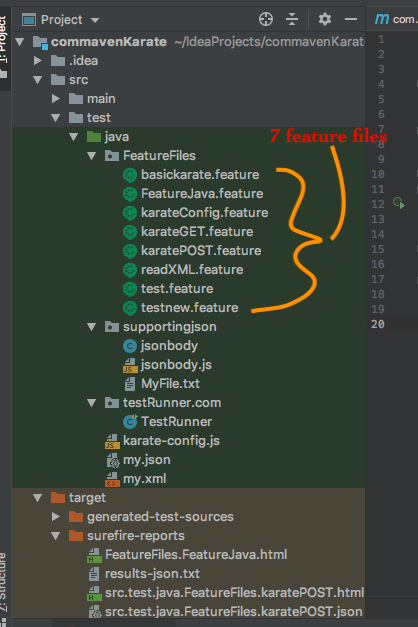 1: Project
Project
m com.
commavenKarate ~/IdeaProjects/commavenKarat
.idea
src
main
test
java
7 feature files
FeatureFiles
basickarate.feature
FeatureJava.feature
karateConfig.feature
karateGET.feature
karatePOST.feature
readXML.feature
test.feature
testnew.feature
supportingjson
jsonbody
jsonbody.js
MyFile.txt
testRunner.com
TestRunner
karate-config.js
my.json
my.xml
target
generated-test-sources
surefire-reports
FeatureFiles.FeatureJava.html
results-json.txt
src.test.java.FeatureFiles.karatePOST.html
src.test.java.FeatureFiles.karatePOST.json
Z: Structure
1
2
3
4
5
6
7
8
9
10
11
12
13
14
15
16
17
18
19
20